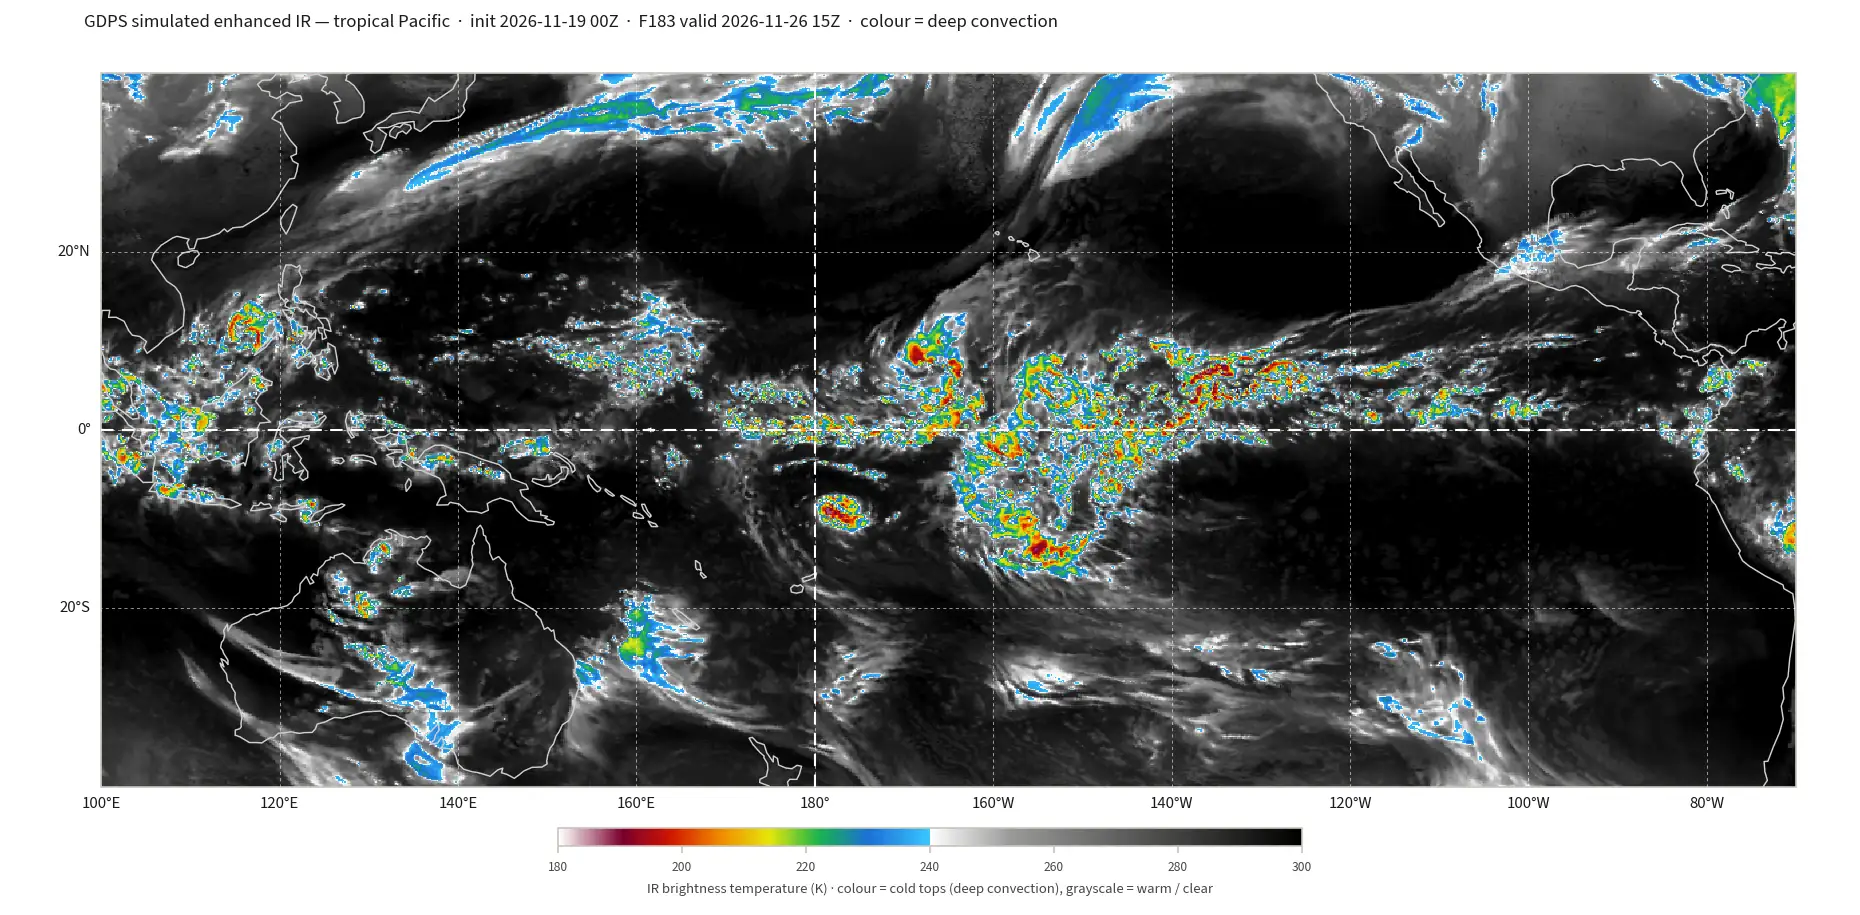 GDPS simulated enhanced IR — tropical Pacific · init 2026-11-19 00Z · F183 valid 2026-11-26 15Z · colour = deep convection
20°N
0°
20°S
100°E 120°E 140°E 160°E 180° 160°W 140°W 120°W 100°W 80°W
180 200 220 240 260 280 300
IR brightness temperature (K) · colour = cold tops (deep convection), grayscale = warm / clear